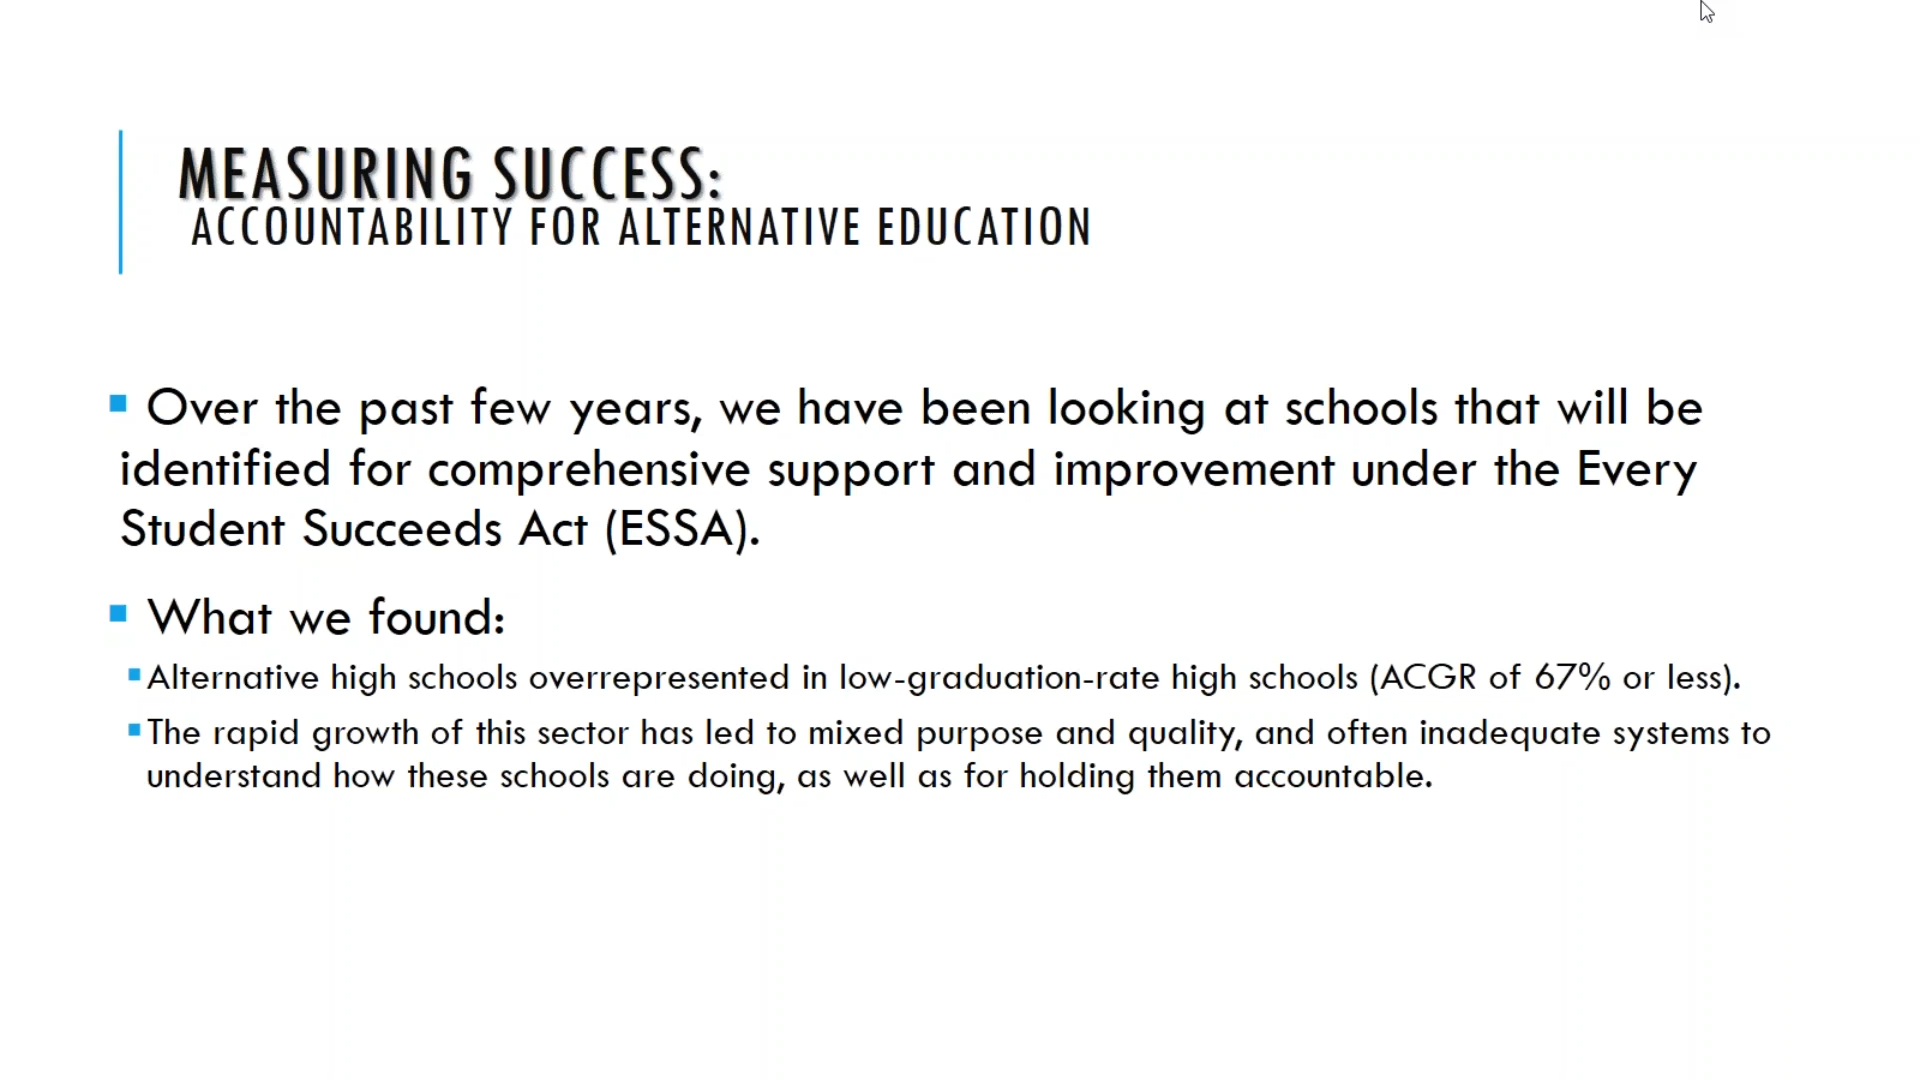 MEASURING SUCCESS:
ACCOUNTABILITY FOR ALTERNATIVE EDUCATION
▪ Over the past few years, we have been looking at schools that will be
identified for comprehensive support and improvement under the Every
Student Succeeds Act (ESSA).
▪ What we found:
▪ Alternative high schools overrepresented in low-graduation-rate high schools (ACGR of 67% or less).
▪ The rapid growth of this sector has led to mixed purpose and quality, and often inadequate systems to
understand how these schools are doing, as well as for holding them accountable.